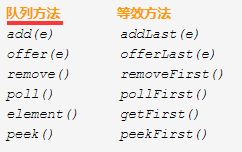 队列方法 等效方法
add(e) addLast(e)
offer(e) offerLast(e)
remove() removeFirst()
poll() pollFirst()
element() getFirst()
peek() peekFirst()